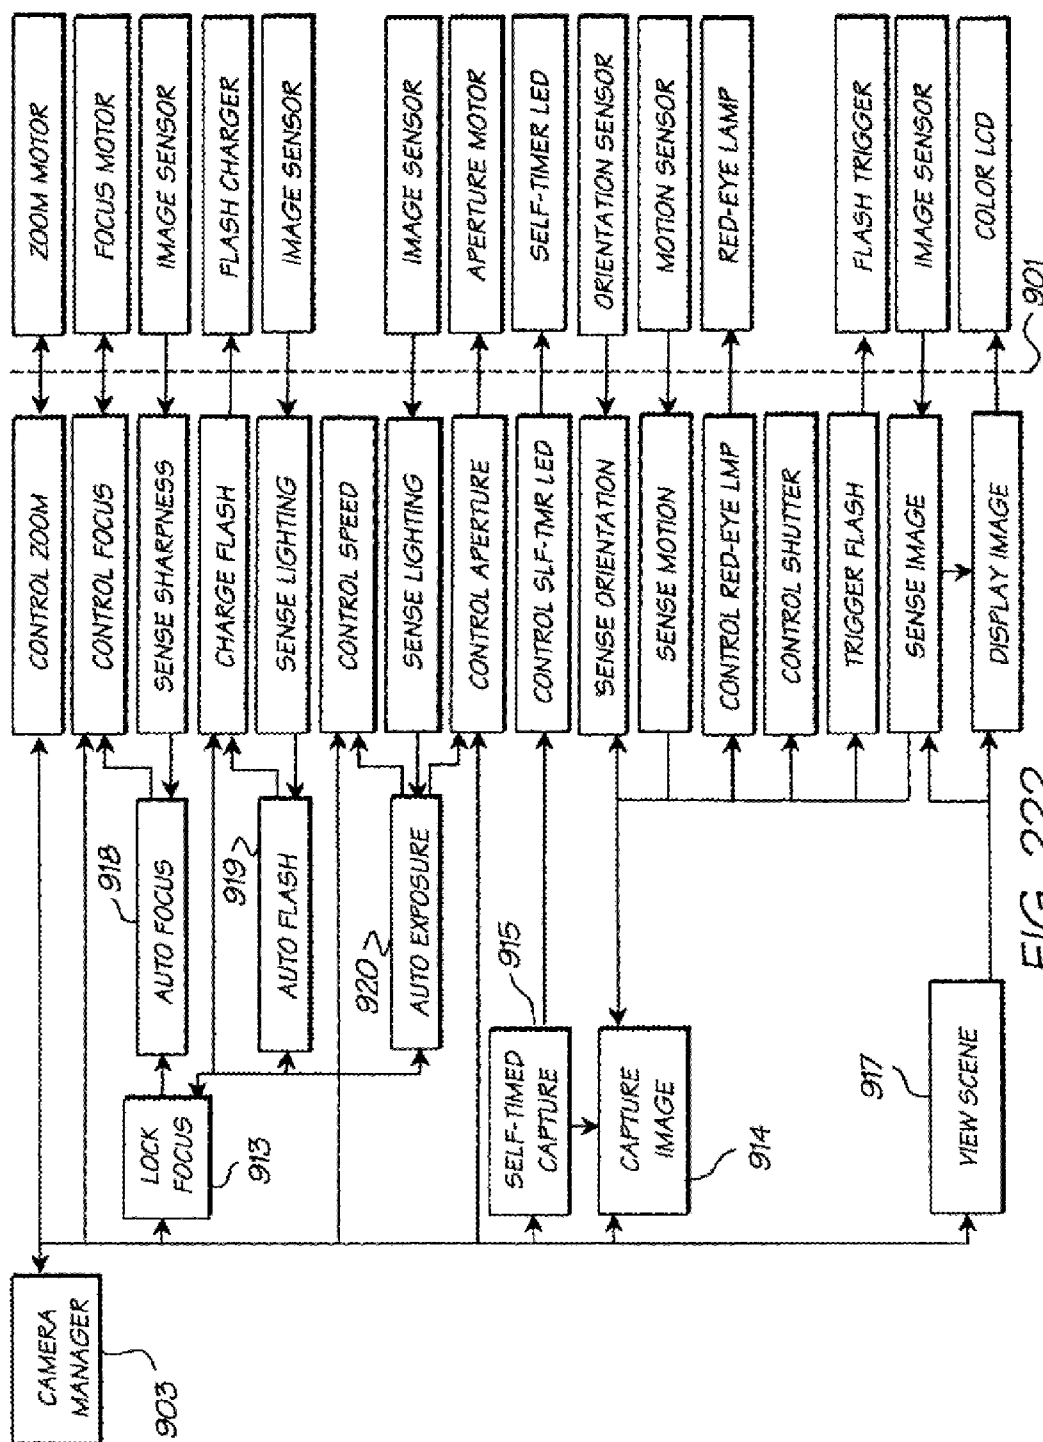 CAMERA
MANAGER
903
LOCK
FOCUS
913
SELF-TIMED
CAPTURE
915
CAPTURE
IMAGE
914
VIEW SCENE
917
AUTO FOCUS
918
AUTO FLASH
919
AUTO EXPOSURE
920
CONTROL ZOOM
CONTROL FOCUS
SENSE SHARPNESS
CHARGE FLASH
SENSE LIGHTING
CONTROL SPEED
SENSE LIGHTING
CONTROL APERTURE
CONTROL SLF-TMR LED
SENSE ORIENTATION
SENSE MOTION
CONTROL RED-EYE LMP
CONTROL SHUTTER
TRIGGER FLASH
SENSE IMAGE
DISPLAY IMAGE
ZOOM MOTOR
FOCUS MOTOR
IMAGE SENSOR
FLASH CHARGER
IMAGE SENSOR
IMAGE SENSOR
APERTURE MOTOR
SELF-TIMER LED
ORIENTATION SENSOR
MOTION SENSOR
RED-EYE LAMP
FLASH TRIGGER
IMAGE SENSOR
COLOR LCD
901
FIG. 222